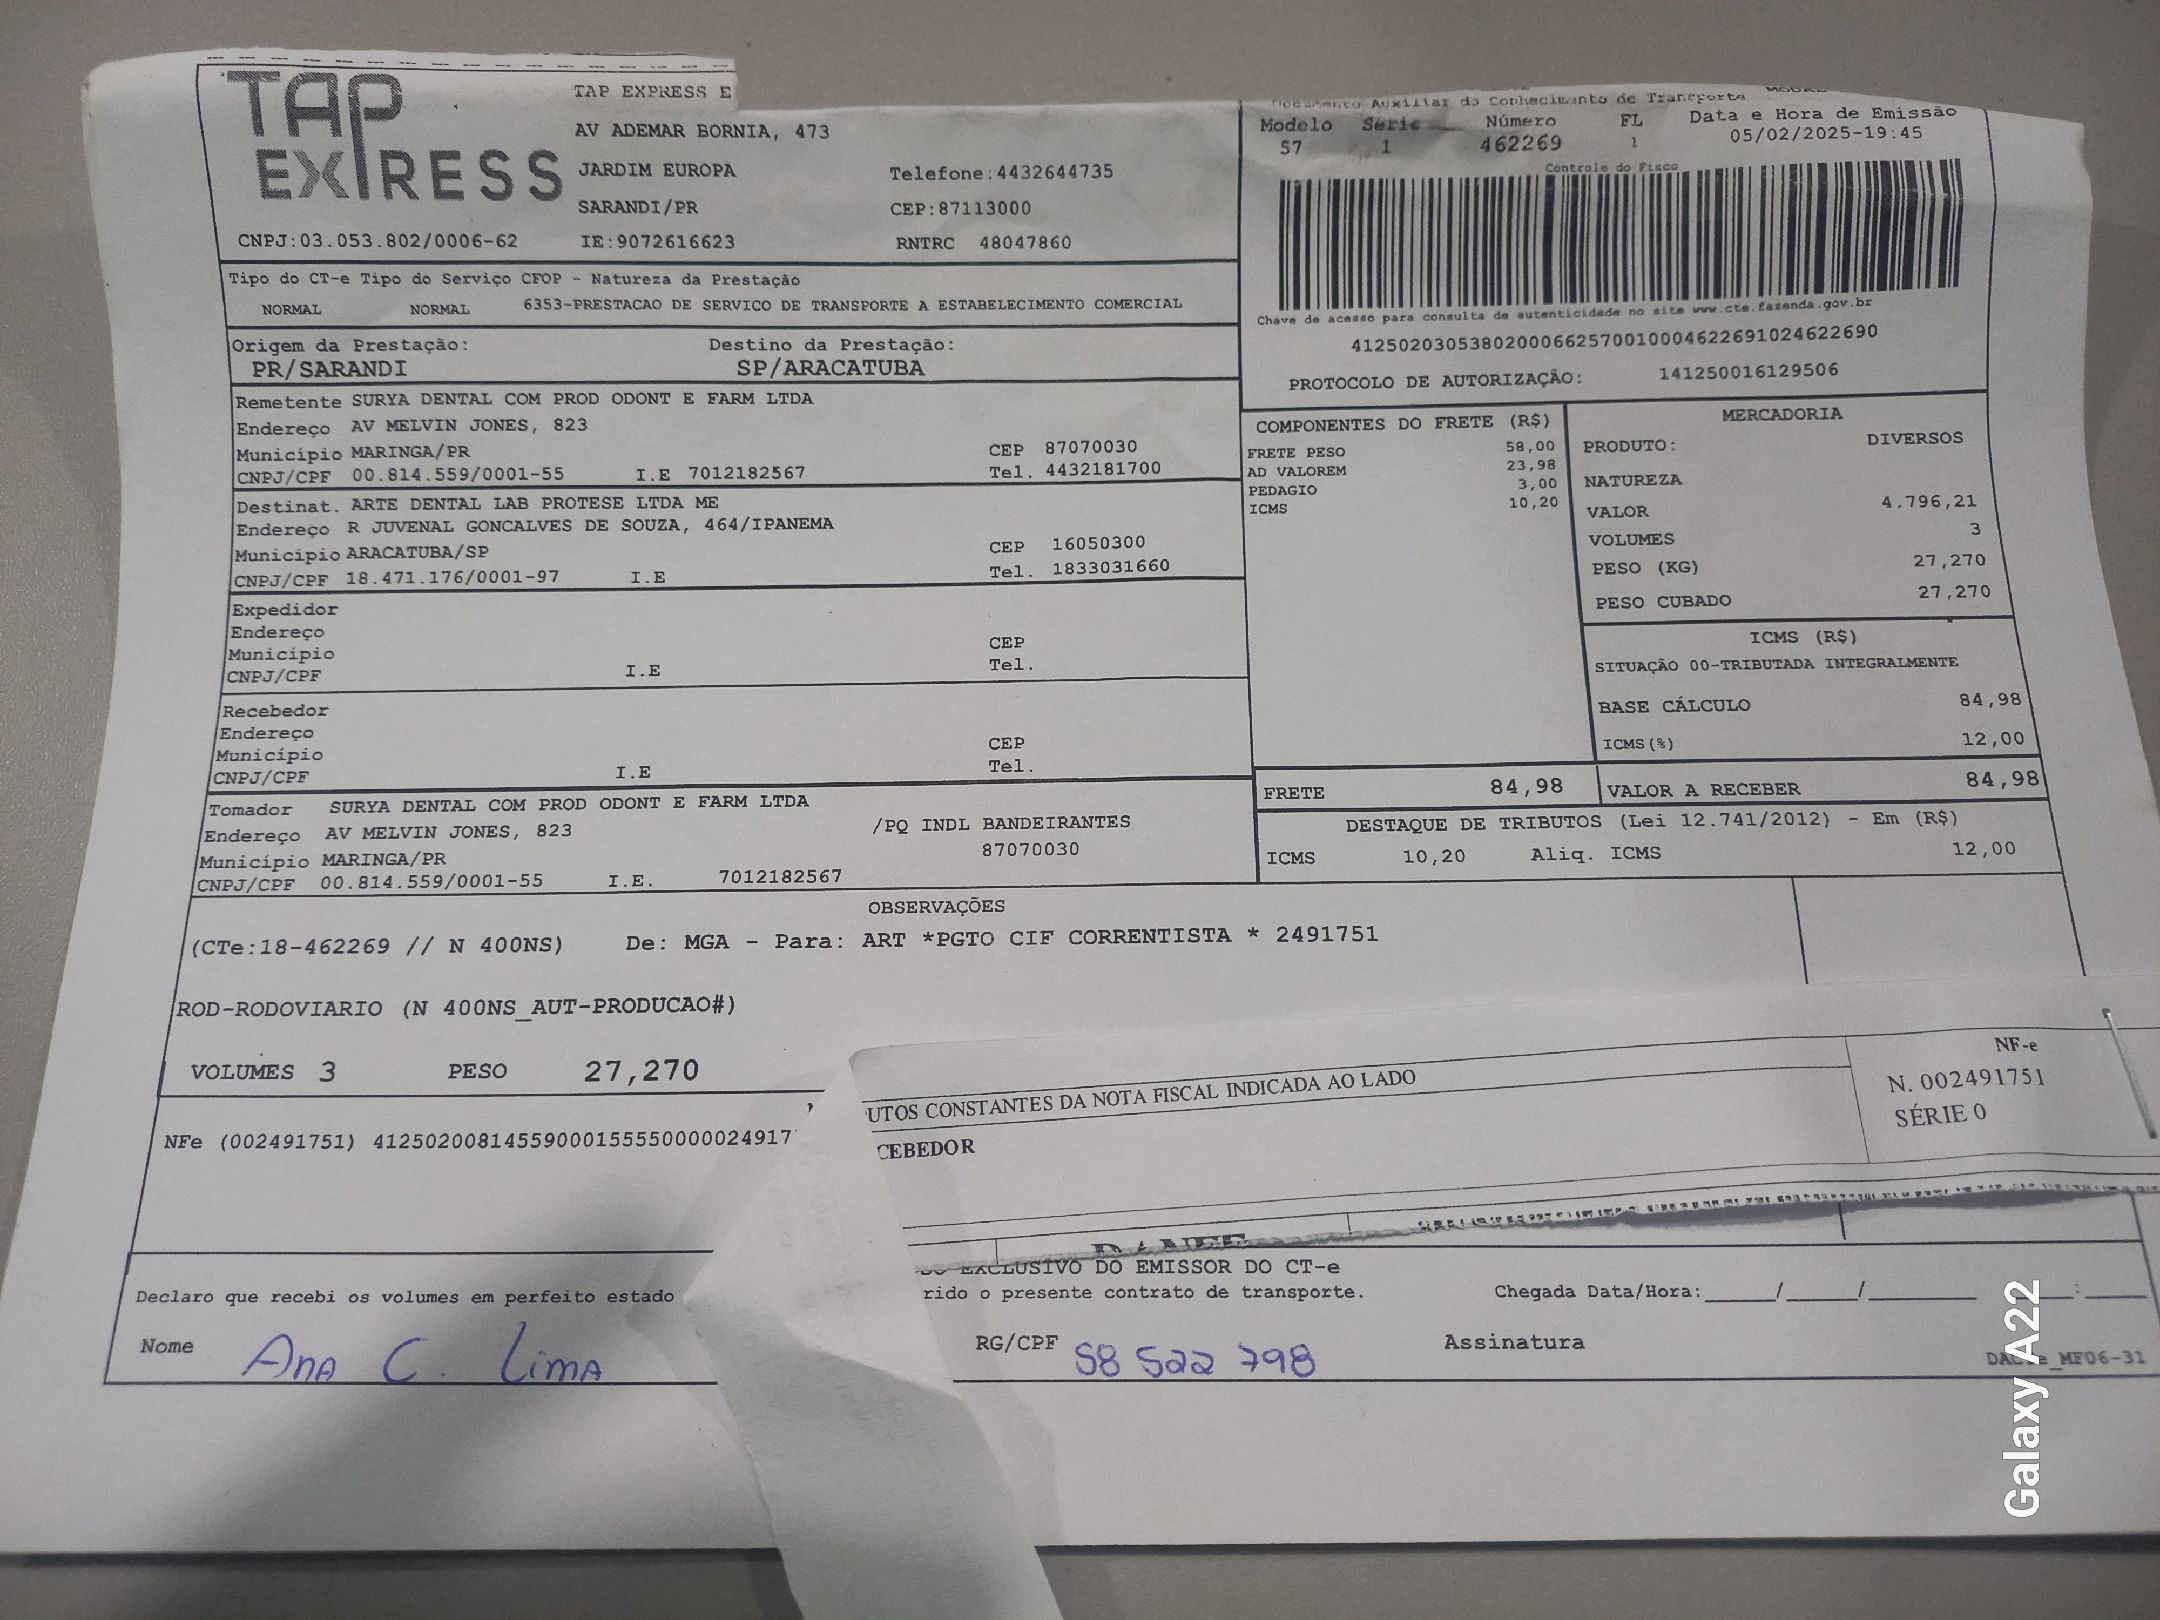 TAP
EXPRESS
TAP EXPRESS E
AV ADEMAR BORNIA, 473
JARDIM EUROPA Telefone:4432644735
SARANDI/PR CEP:87113000
CNPJ:03.053.802/0006-62 IE:9072616623 RNTRC 48047860
Documento Auxiliar do Conhecimento de Transporte
Modelo Série Número FL Data e Hora de Emissão
57 1 462269 1 05/02/2025-19:45
Controle do Fisco
Chave de acesso para consulta de autenticidade no site www.cte.fazenda.gov.br
41250203053802000662570010004622691024622690
PROTOCOLO DE AUTORIZAÇÃO: 141250016129506
Tipo do CT-e Tipo do Serviço CFOP - Natureza da Prestação
NORMAL NORMAL 6353-PRESTACAO DE SERVICO DE TRANSPORTE A ESTABELECIMENTO COMERCIAL
Origem da Prestação: Destino da Prestação:
PR/SARANDI SP/ARACATUBA
Remetente SURYA DENTAL COM PROD ODONT E FARM LTDA
Endereço AV MELVIN JONES, 823
Município MARINGA/PR CEP 87070030
CNPJ/CPF 00.814.559/0001-55 I.E 7012182567 Tel. 4432181700
Destinat. ARTE DENTAL LAB PROTESE LTDA ME
Endereço R JUVENAL GONCALVES DE SOUZA, 464/IPANEMA
Município ARACATUBA/SP CEP 16050300
CNPJ/CPF 18.471.176/0001-97 I.E Tel. 1833031660
Expedidor
Endereço
Município CEP
CNPJ/CPF I.E Tel.
Recebedor
Endereço
Município CEP
CNPJ/CPF I.E Tel.
Tomador SURYA DENTAL COM PROD ODONT E FARM LTDA
Endereço AV MELVIN JONES, 823 /PQ INDL BANDEIRANTES
Município MARINGA/PR 87070030
CNPJ/CPF 00.814.559/0001-55 I.E. 7012182567
COMPONENTES DO FRETE (R$)
FRETE PESO 58,00
AD VALOREM 23,98
PEDAGIO 3,00
ICMS 10,20
MERCADORIA
PRODUTO: DIVERSOS
NATUREZA
VALOR 4.796,21
VOLUMES 3
PESO (KG) 27,270
PESO CUBADO 27,270
ICMS (R$)
SITUAÇÃO 00-TRIBUTADA INTEGRALMENTE
BASE CÁLCULO 84,98
ICMS(%) 12,00
FRETE 84,98 VALOR A RECEBER 84,98
DESTAQUE DE TRIBUTOS (Lei 12.741/2012) - Em (R$)
ICMS 10,20 Aliq. ICMS 12,00
OBSERVAÇÕES
(CTe:18-462269 // N 400NS) De: MGA - Para: ART *PGTO CIF CORRENTISTA * 2491751
ROD-RODOVIARIO (N 400NS_AUT-PRODUCAO#)
VOLUMES 3 PESO 27,270
NFe (002491751) 41250200814559000155550000024917
UTOS CONSTANTES DA NOTA FISCAL INDICADA AO LADO
CEBEDOR
NF-e
N. 002491751
SÉRIE 0
DANFE
EXCLUSIVO DO EMISSOR DO CT-e
Declaro que recebi os volumes em perfeito estado rido o presente contrato de transporte. Chegada Data/Hora:_____/_____/_______ ____:____
Nome Ana C. Lima RG/CPF 58 522 798 Assinatura
MF06-31
Galaxy A22